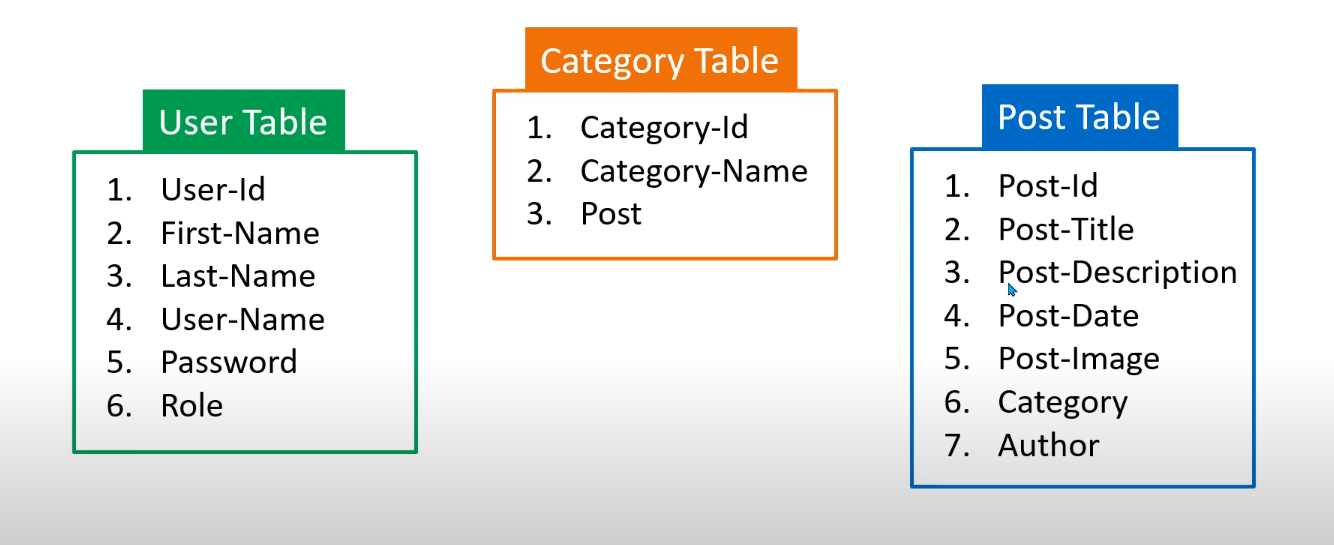 User Table
1. User-Id
2. First-Name
3. Last-Name
4. User-Name
5. Password
6. Role
Category Table
1. Category-Id
2. Category-Name
3. Post
Post Table
1. Post-Id
2. Post-Title
3. Post-Description
4. Post-Date
5. Post-Image
6. Category
7. Author